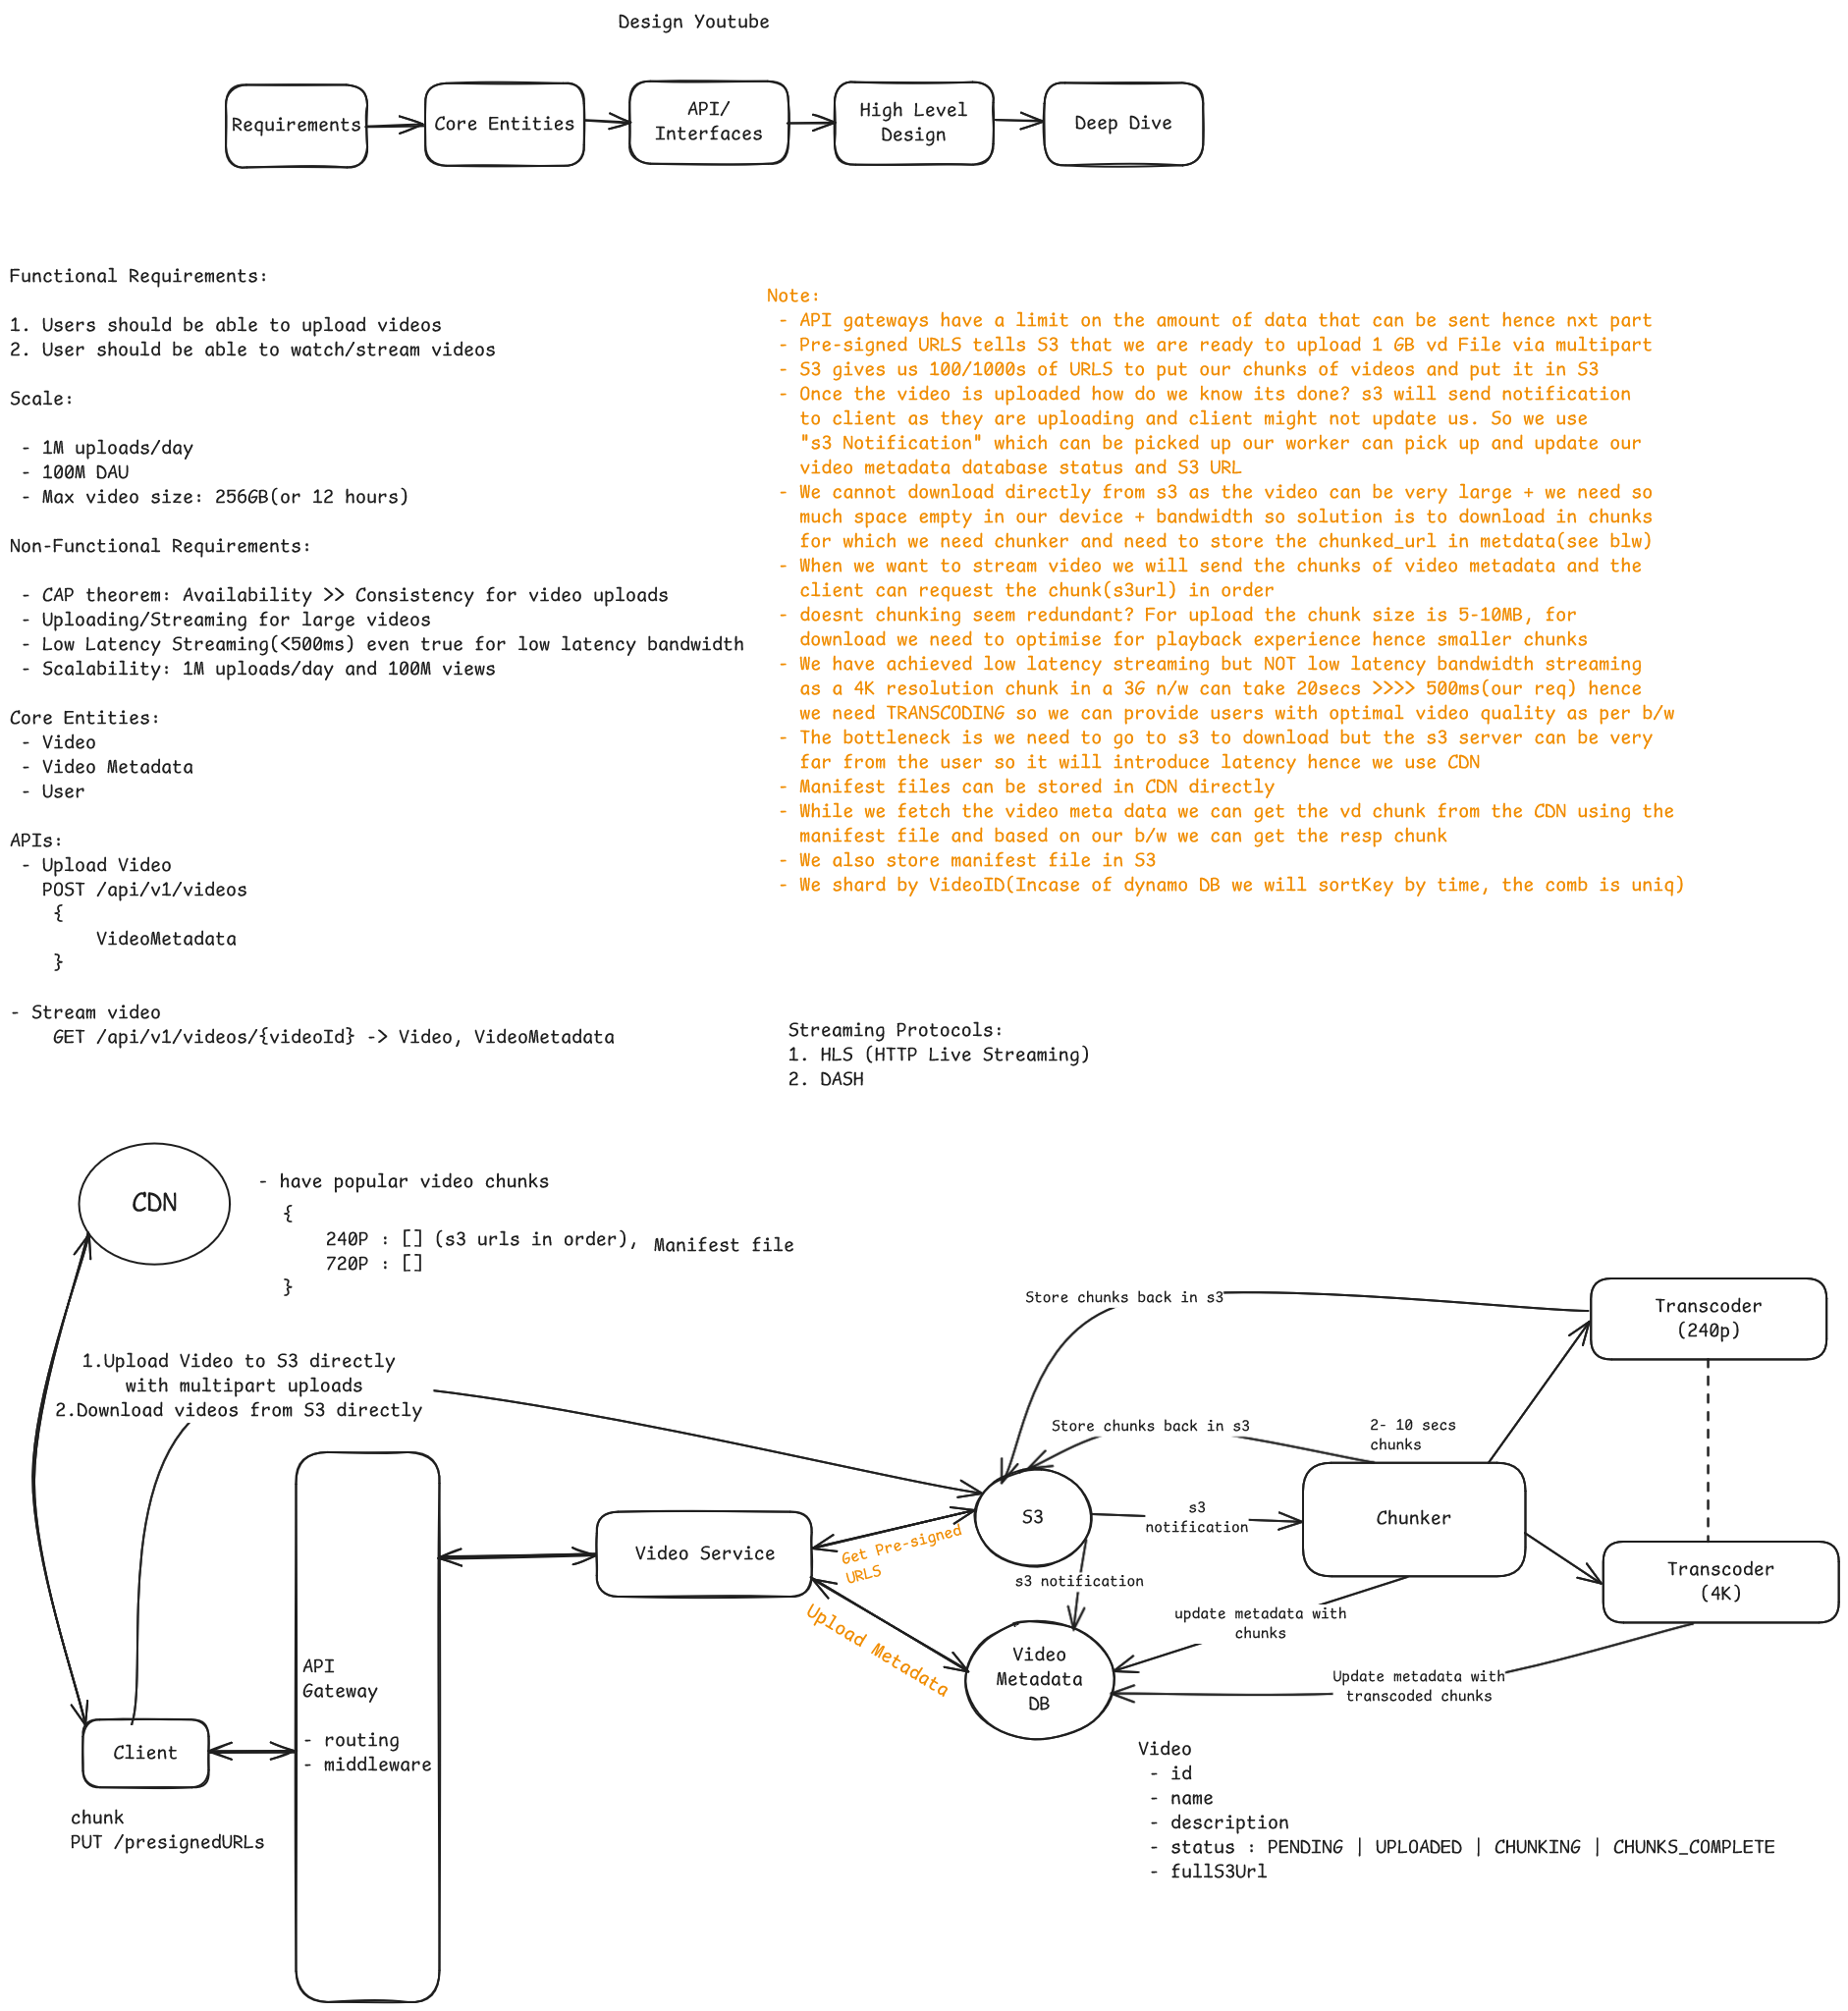 Design Youtube
Requirements
Core Entities
API/
Interfaces
High Level
Design
Deep Dive
Functional Requirements:
1. Users should be able to upload videos
2. User should be able to watch/stream videos
Scale:
- 1M uploads/day
- 100M DAU
- Max video size: 256GB(or 12 hours)
Non-Functional Requirements:
- CAP theorem: Availability >> Consistency for video uploads
- Uploading/Streaming for large videos
- Low Latency Streaming(<500ms) even true for low latency bandwidth
- Scalability: 1M uploads/day and 100M views
Core Entities:
- Video
- Video Metadata
- User
APIs:
- Upload Video
POST /api/v1/videos
{
VideoMetadata
}
- Stream video
GET /api/v1/videos/{videoId} -> Video, VideoMetadata
Note:
- API gateways have a limit on the amount of data that can be sent hence nxt part
- Pre-signed URLS tells S3 that we are ready to upload 1 GB vd File via multipart
- S3 gives us 100/1000s of URLS to put our chunks of videos and put it in S3
- Once the video is uploaded how do we know its done? s3 will send notification
to client as they are uploading and client might not update us. So we use
"s3 Notification" which can be picked up our worker can pick up and update our
video metadata database status and S3 URL
- We cannot download directly from s3 as the video can be very large + we need so
much space empty in our device + bandwidth so solution is to download in chunks
for which we need chunker and need to store the chunked_url in metdata(see blw)
- When we want to stream video we will send the chunks of video metadata and the
client can request the chunk(s3url) in order
- doesnt chunking seem redundant? For upload the chunk size is 5-10MB, for
download we need to optimise for playback experience hence smaller chunks
- We have achieved low latency streaming but NOT low latency bandwidth streaming
as a 4K resolution chunk in a 3G n/w can take 20secs >>>> 500ms(our req) hence
we need TRANSCODING so we can provide users with optimal video quality as per b/w
- The bottleneck is we need to go to s3 to download but the s3 server can be very
far from the user so it will introduce latency hence we use CDN
- Manifest files can be stored in CDN directly
- While we fetch the video meta data we can get the vd chunk from the CDN using the
manifest file and based on our b/w we can get the resp chunk
- We also store manifest file in S3
- We shard by VideoID(Incase of dynamo DB we will sortKey by time, the comb is uniq)
Streaming Protocols:
1. HLS (HTTP Live Streaming)
2. DASH
CDN
- have popular video chunks
{
240P : [] (s3 urls in order),
720P : []
}
Manifest file
1.Upload Video to S3 directly
with multipart uploads
2.Download videos from S3 directly
Store chunks back in s3
Transcoder
(240p)
Store chunks back in s3
2- 10 secs
chunks
S3
s3
notification
Chunker
Video Service
Get Pre-signed
URLS
s3 notification
Transcoder
(4K)
Upload Metadata
update metadata with
chunks
Video
Metadata
DB
Update metadata with
transcoded chunks
API
Gateway
- routing
- middleware
Client
chunk
PUT /presignedURLs
Video
- id
- name
- description
- status : PENDING | UPLOADED | CHUNKING | CHUNKS_COMPLETE
- fullS3Url